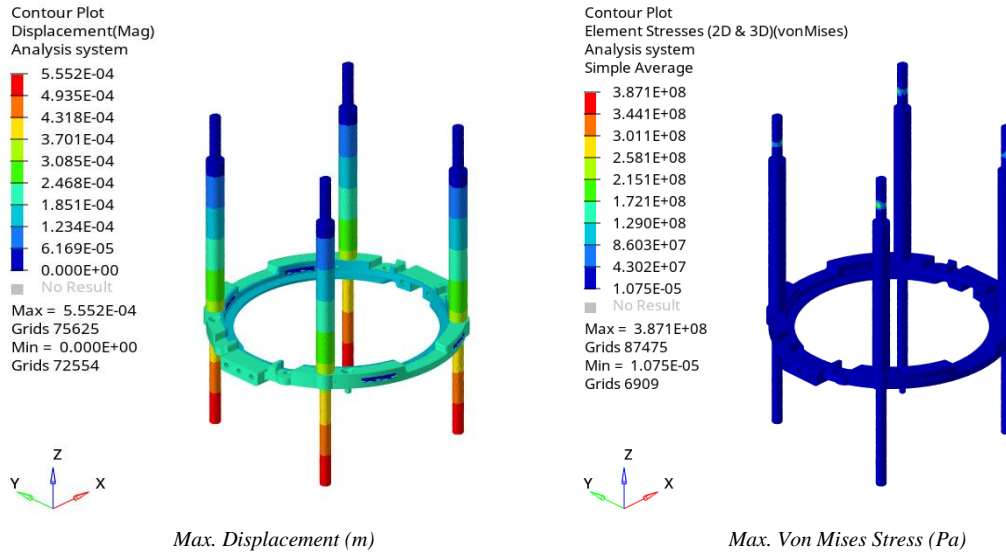 Contour Plot
Displacement(Mag)
Analysis system
5.552E-04
4.935E-04
4.318E-04
3.701E-04
3.085E-04
2.468E-04
1.851E-04
1.234E-04
6.169E-05
0.000E+00
No Result
Max = 5.552E-04
Grids 75625
Min = 0.000E+00
Grids 72554
Z
Y
X
Max. Displacement (m)
Contour Plot
Element Stresses (2D & 3D)(vonMises)
Analysis system
Simple Average
3.871E+08
3.441E+08
3.011E+08
2.581E+08
2.151E+08
1.721E+08
1.290E+08
8.603E+07
4.302E+07
1.075E-05
No Result
Max = 3.871E+08
Grids 87475
Min = 1.075E-05
Grids 6909
Z
Y
X
Max. Von Mises Stress (Pa)